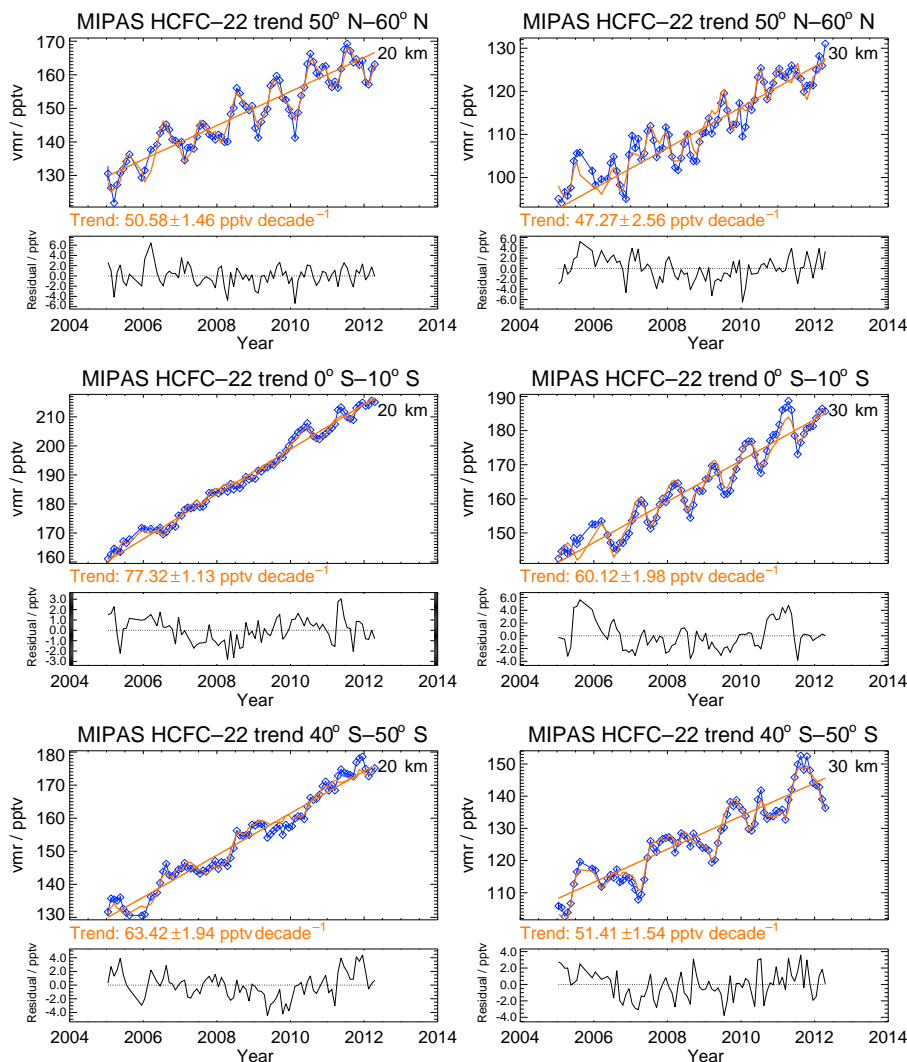 MIPAS HCFC–22 trend 50° N–60° N
170
160
150
140
130
vmr / pptv
20 km
Trend: 50.58±1.46 pptv decade⁻¹
6.0
4.0
2.0
0.0
-2.0
-4.0
-6.0
Residual / pptv
2004 2006 2008 2010 2012 2014
Year
MIPAS HCFC–22 trend 50° N–60° N
130
120
110
100
vmr / pptv
30 km
Trend: 47.27±2.56 pptv decade⁻¹
6.0
4.0
2.0
0.0
-2.0
-4.0
-6.0
Residual / pptv
2004 2006 2008 2010 2012 2014
Year
MIPAS HCFC–22 trend 0° S–10° S
210
200
190
180
170
160
vmr / pptv
20 km
Trend: 77.32±1.13 pptv decade⁻¹
3.0
2.0
1.0
0.0
-1.0
-2.0
-3.0
Residual / pptv
2004 2006 2008 2010 2012 2014
Year
MIPAS HCFC–22 trend 0° S–10° S
190
180
170
160
150
vmr / pptv
30 km
Trend: 60.12±1.98 pptv decade⁻¹
6.0
4.0
2.0
0.0
-2.0
-4.0
Residual / pptv
2004 2006 2008 2010 2012 2014
Year
MIPAS HCFC–22 trend 40° S–50° S
180
170
160
150
140
130
vmr / pptv
20 km
Trend: 63.42±1.94 pptv decade⁻¹
4.0
2.0
0.0
-2.0
-4.0
Residual / pptv
2004 2006 2008 2010 2012 2014
Year
MIPAS HCFC–22 trend 40° S–50° S
150
140
130
120
110
vmr / pptv
30 km
Trend: 51.41±1.54 pptv decade⁻¹
4.0
2.0
0.0
-2.0
-4.0
Residual / pptv
2004 2006 2008 2010 2012 2014
Year